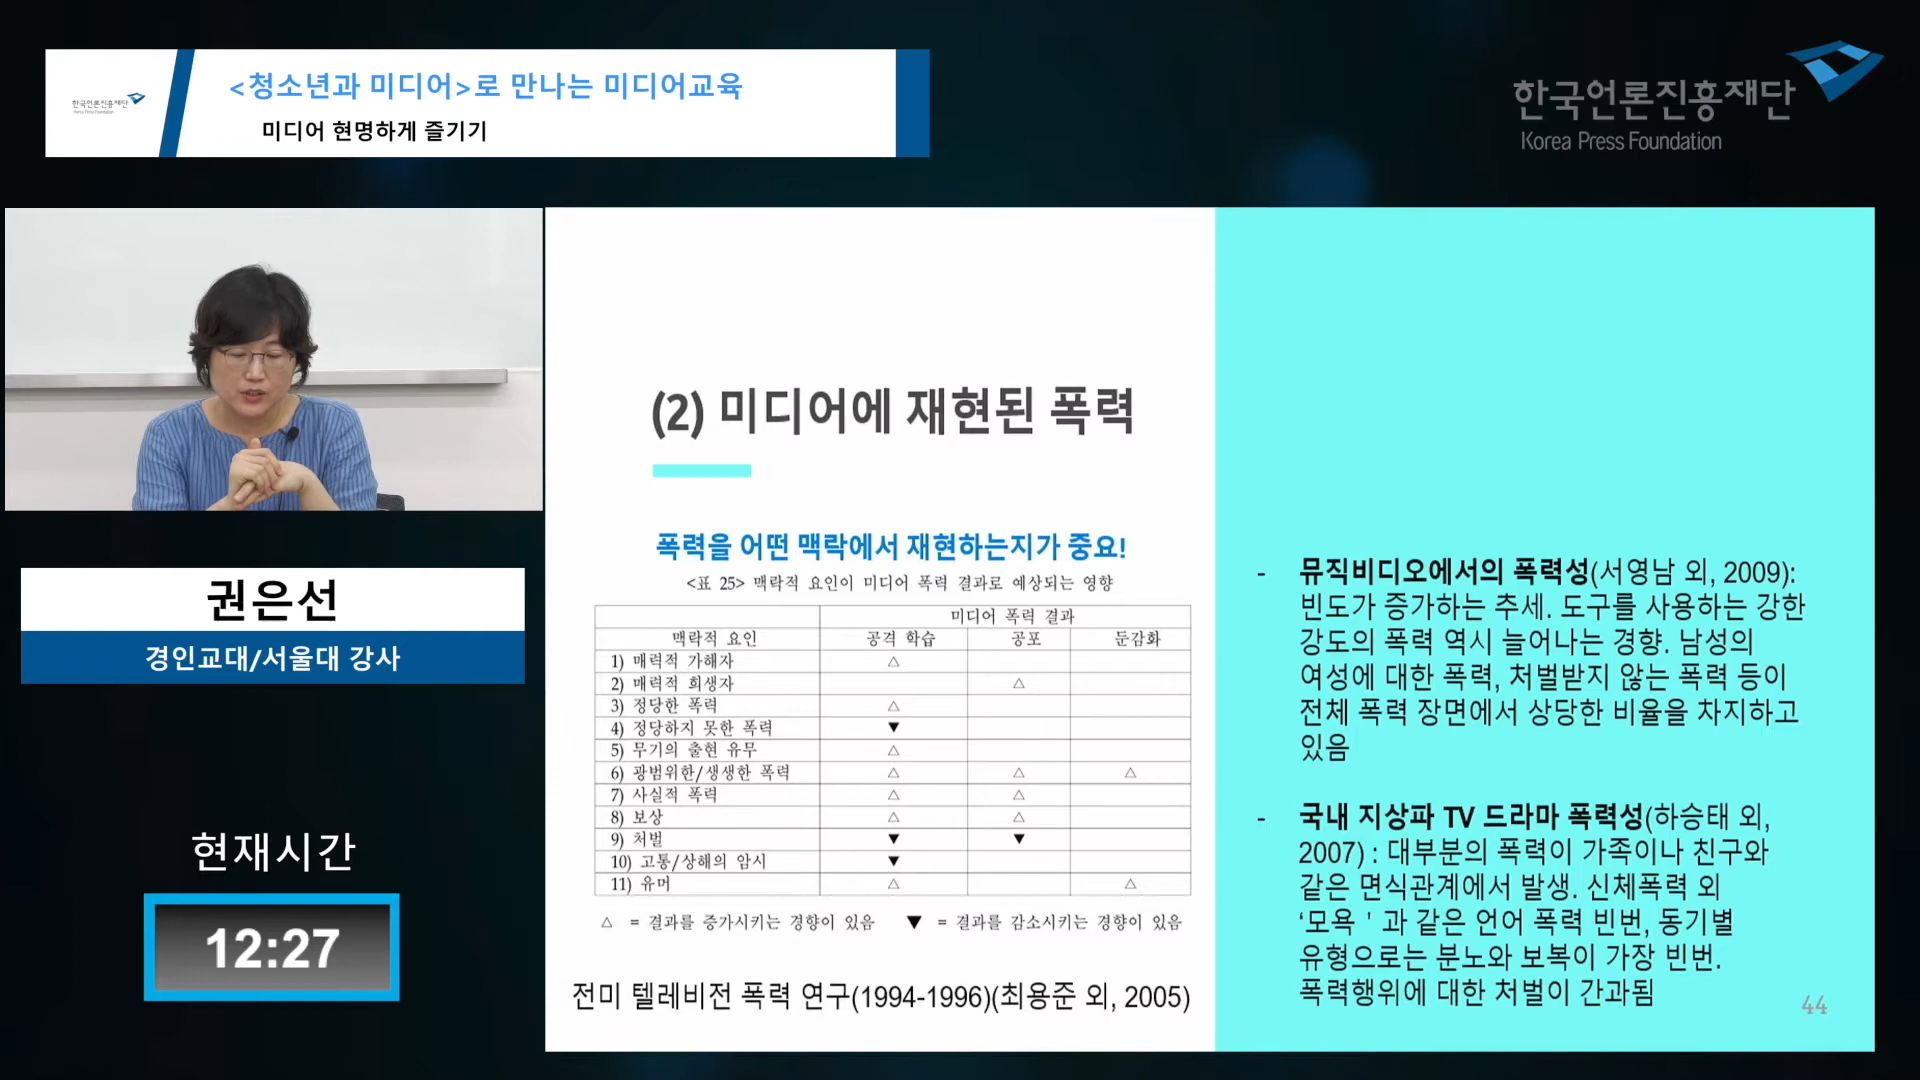 <청소년과 미디어>로 만나는 미디어교육
미디어 현명하게 즐기기
한국언론진흥재단
Korea Press Foundation
한국언론진흥재단
Korea Press Foundation
권은선
경인교대/서울대 강사
현재시간
12:27
(2) 미디어에 재현된 폭력
폭력을 어떤 맥락에서 재현하는지가 중요!
<표 25> 맥락적 요인이 미디어 폭력 결과로 예상되는 영향
미디어 폭력 결과
맥락적 요인 공격 학습 공포 둔감화
1) 매력적 가해자 △
2) 매력적 희생자 △
3) 정당한 폭력 △
4) 정당하지 못한 폭력 ▼
5) 무기의 출현 유무 △
6) 광범위한/생생한 폭력 △ △ △
7) 사실적 폭력 △ △
8) 보상 △ △
9) 처벌 ▼ ▼
10) 고통/상해의 암시 ▼
11) 유머 △ △
△ = 결과를 증가시키는 경향이 있음 ▼ = 결과를 감소시키는 경향이 있음
전미 텔레비전 폭력 연구(1994-1996)(최용준 외, 2005)
- 뮤직비디오에서의 폭력성(서영남 외, 2009):
빈도가 증가하는 추세. 도구를 사용하는 강한
강도의 폭력 역시 늘어나는 경향. 남성의
여성에 대한 폭력, 처벌받지 않는 폭력 등이
전체 폭력 장면에서 상당한 비율을 차지하고
있음
- 국내 지상파 TV 드라마 폭력성(하승태 외,
2007) : 대부분의 폭력이 가족이나 친구와
같은 면식관계에서 발생. 신체폭력 외
‘모욕 ' 과 같은 언어 폭력 빈번, 동기별
유형으로는 분노와 보복이 가장 빈번.
폭력행위에 대한 처벌이 간과됨
44